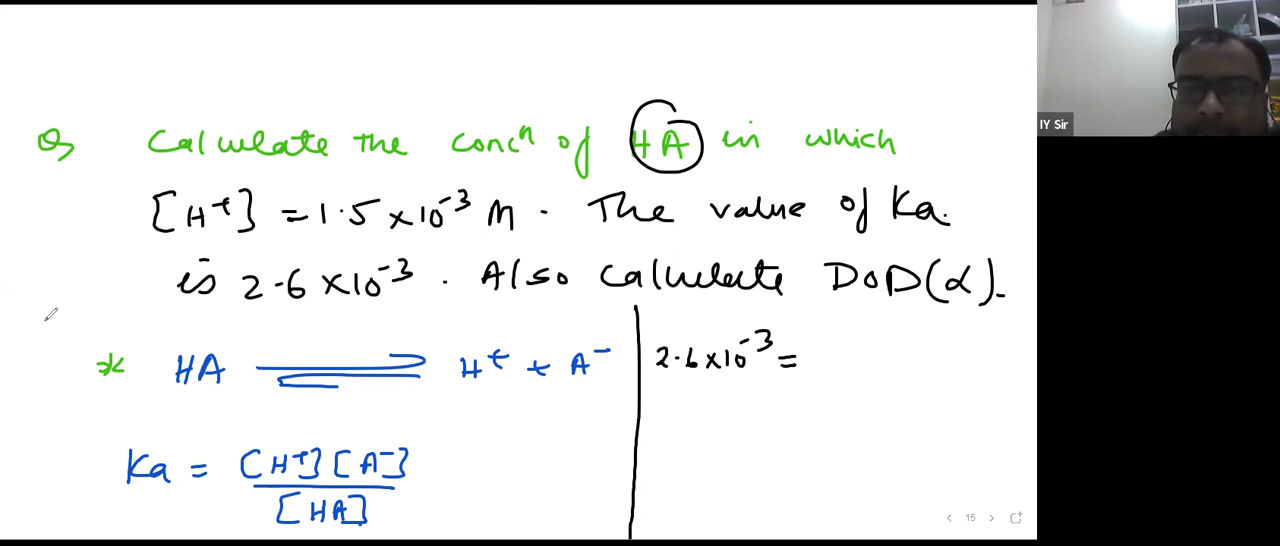 Q Calculate the concⁿ of HA in which
[H⁺] = 1.5 × 10⁻³ M. The value of Ka
is 2.6 × 10⁻³. Also calculate DoD(α).
* HA ⇌ H⁺ + A⁻
Ka = [H⁺][A⁻]
[HA]
2.6 × 10⁻³ =
IY Sir
< 15 >